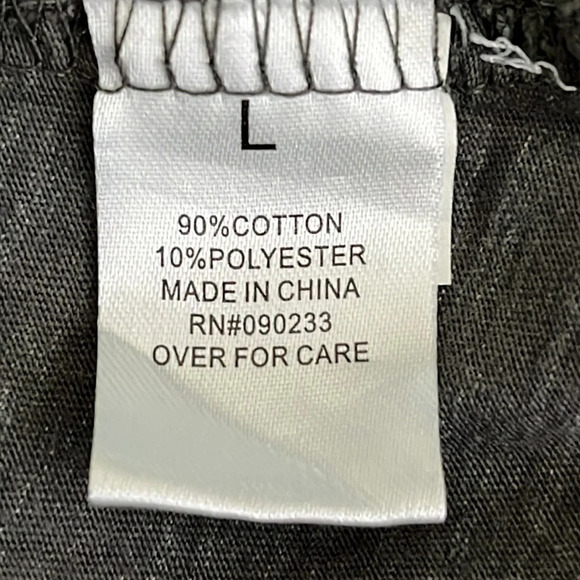 L
90%COTTON
10%POLYESTER
MADE IN CHINA
RN#090233
OVER FOR CARE